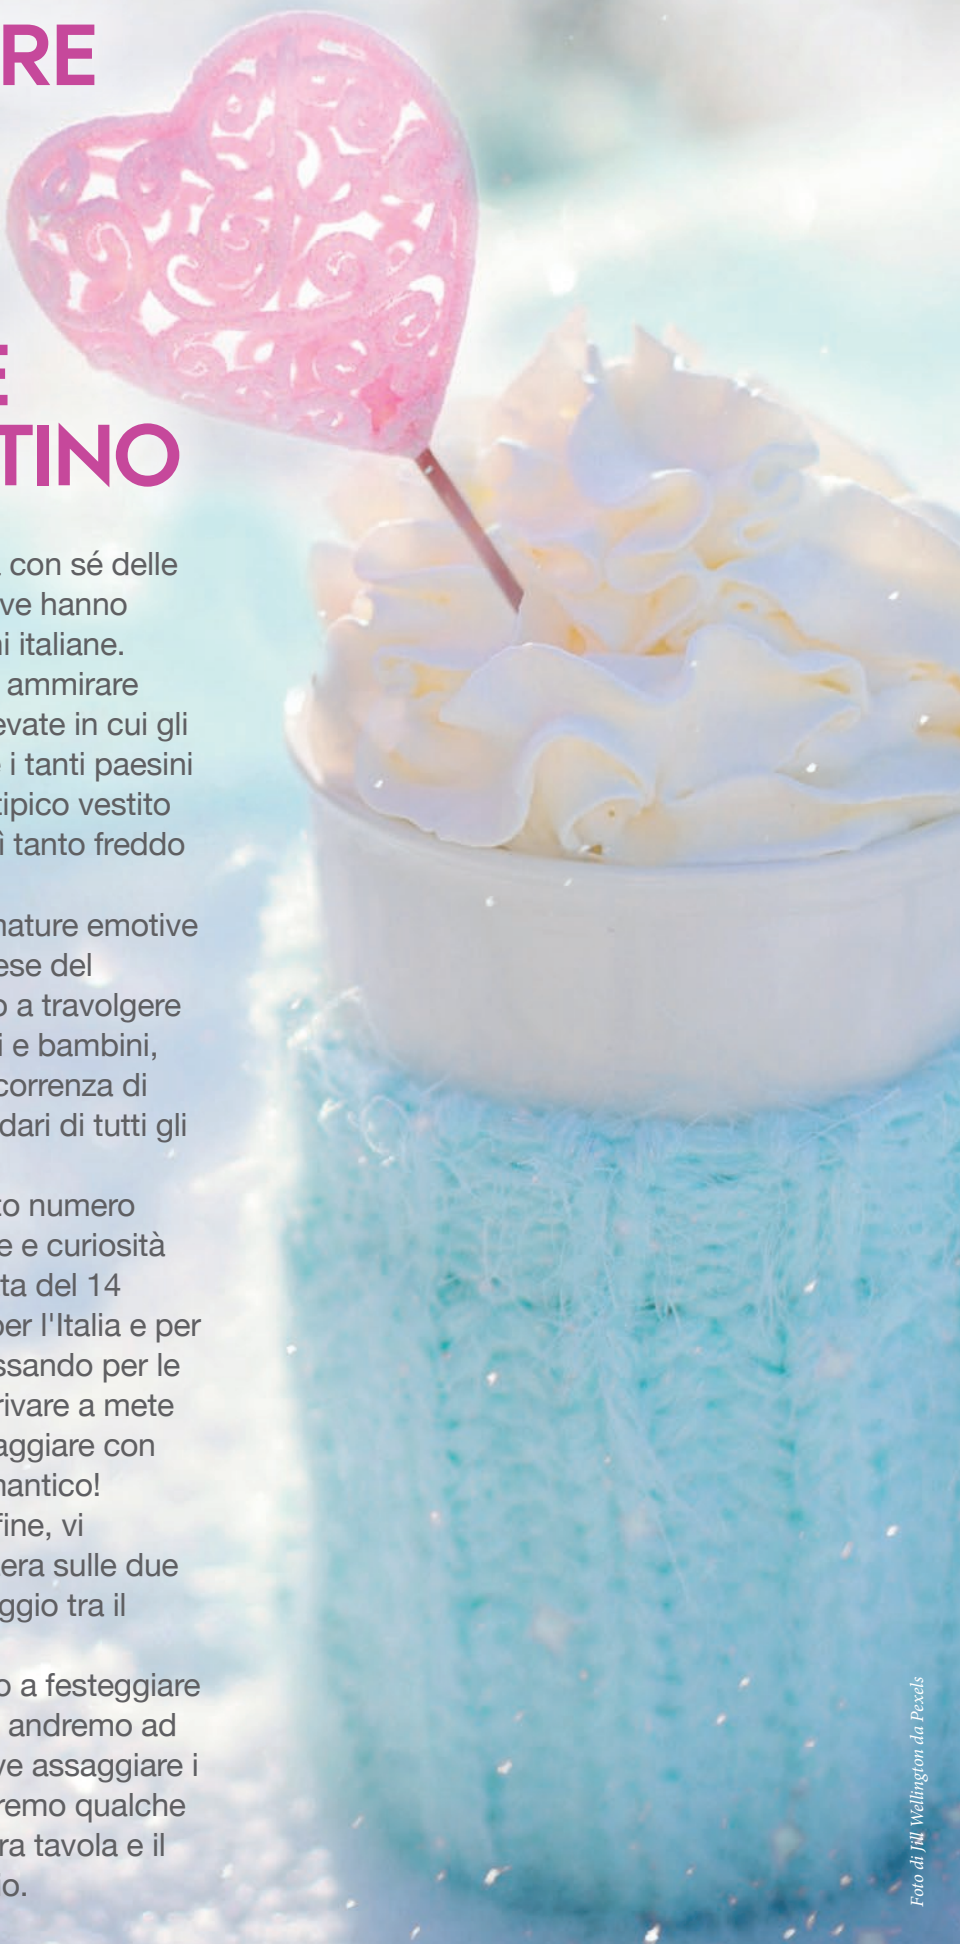 RE
E
TINO
con sé delle
ve hanno
ni italiane.
ammirare
evate in cui gli
i tanti paesini
tipico vestito
ì tanto freddo
nature emotive
ese del
o a travolgere
i e bambini,
correnza di
dari di tutti gli
to numero
e e curiosità
ta del 14
per l'Italia e per
ssando per le
rivare a mete
aggiare con
nantico!
fine, vi
era sulle due
ggio tra il
o a festeggiare
andremo ad
ve assaggiare i
remo qualche
ra tavola e il
io.
Foto di Jill Wellington da Pexels